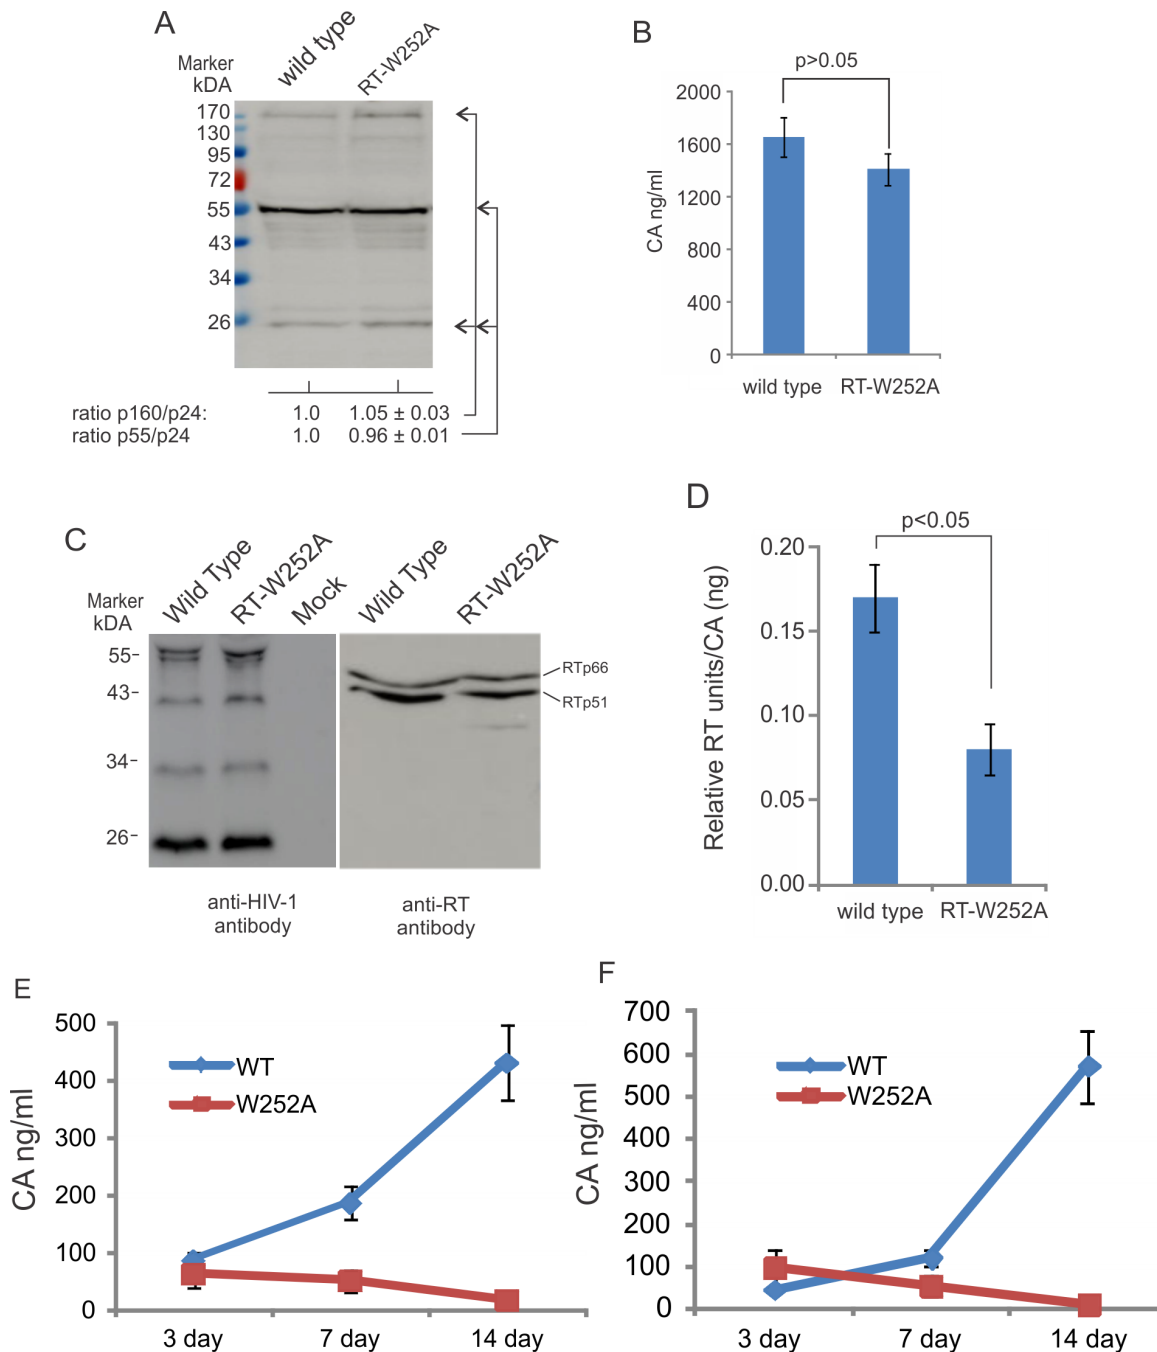 A
wild type
RT-W252A
Marker
kDA
170
130
95
72
55
43
34
26
ratio p160/p24: 1.0 1.05 ± 0.03
ratio p55/p24 1.0 0.96 ± 0.01
B
p>0.05
CA ng/ml
2000
1600
1200
800
400
0
wild type RT-W252A
C
Wild Type
RT-W252A
Mock
Wild Type
RT-W252A
Marker
kDA
55-
43-
34-
26-
RTp66
RTp51
anti-HIV-1
antibody
anti-RT
antibody
D
p<0.05
Relative RT units/CA (ng)
0.20
0.15
0.10
0.05
0.00
wild type RT-W252A
E
CA ng/ml
500
400
300
200
100
0
WT
W252A
3 day 7 day 14 day
F
CA ng/ml
700
600
500
400
300
200
100
0
WT
W252A
3 day 7 day 14 day